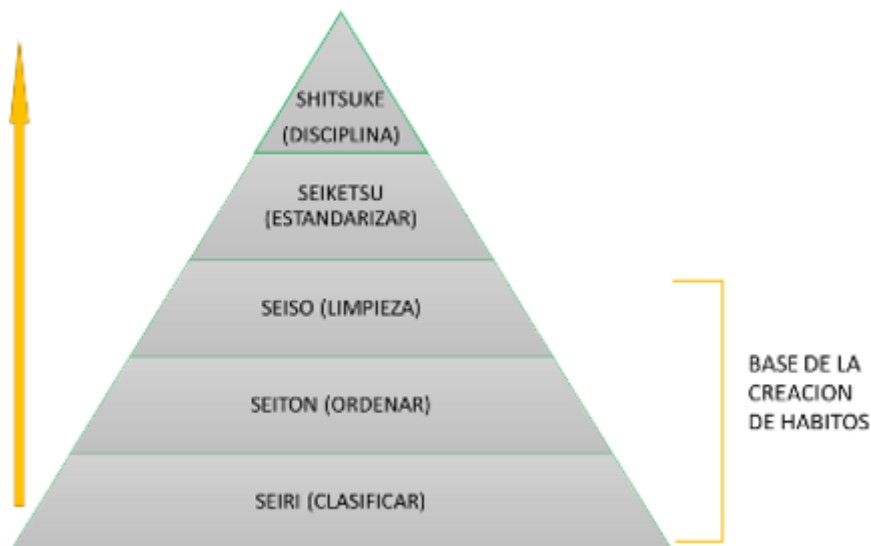 SHITSUKE
(DISCIPLINA)
SEIKETSU
(ESTANDARIZAR)
SEISO (LIMPIEZA)
SEITON (ORDENAR)
SEIRI (CLASIFICAR)
BASE DE LA
CREACION
DE HABITOS